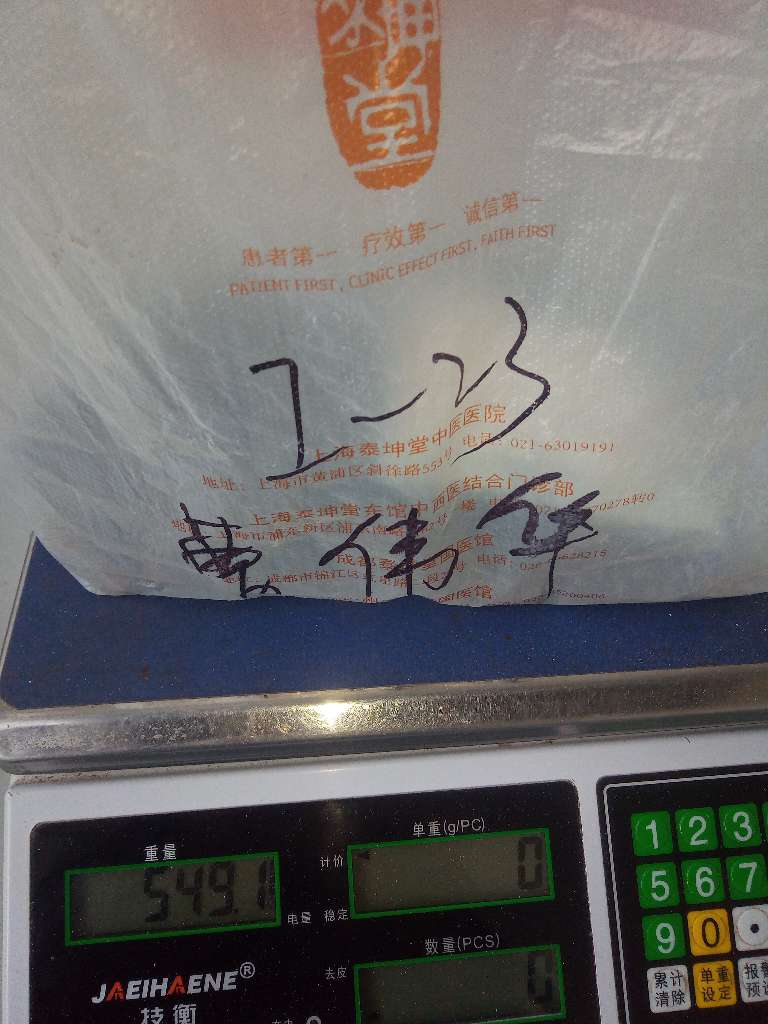 坤
堂
患者第一 疗效第一 诚信第一
PATIENT FIRST, CLINIC EFFECT FIRST, FAITH FIRST
I-23
上海泰坤堂中医医院
地址：上海市黄浦区斜徐路553号 电话：021-63019191
上海泰坤堂东馆中西医结合门诊部
黄伟华
重量
549.1
计价
电量 稳定
单重(g/PC)
0
去皮
数量(PCS)
0
JAEIHAENE®
技衡
1 2 3
5 6 7
9 0 •
累计清除 单重设定 报警